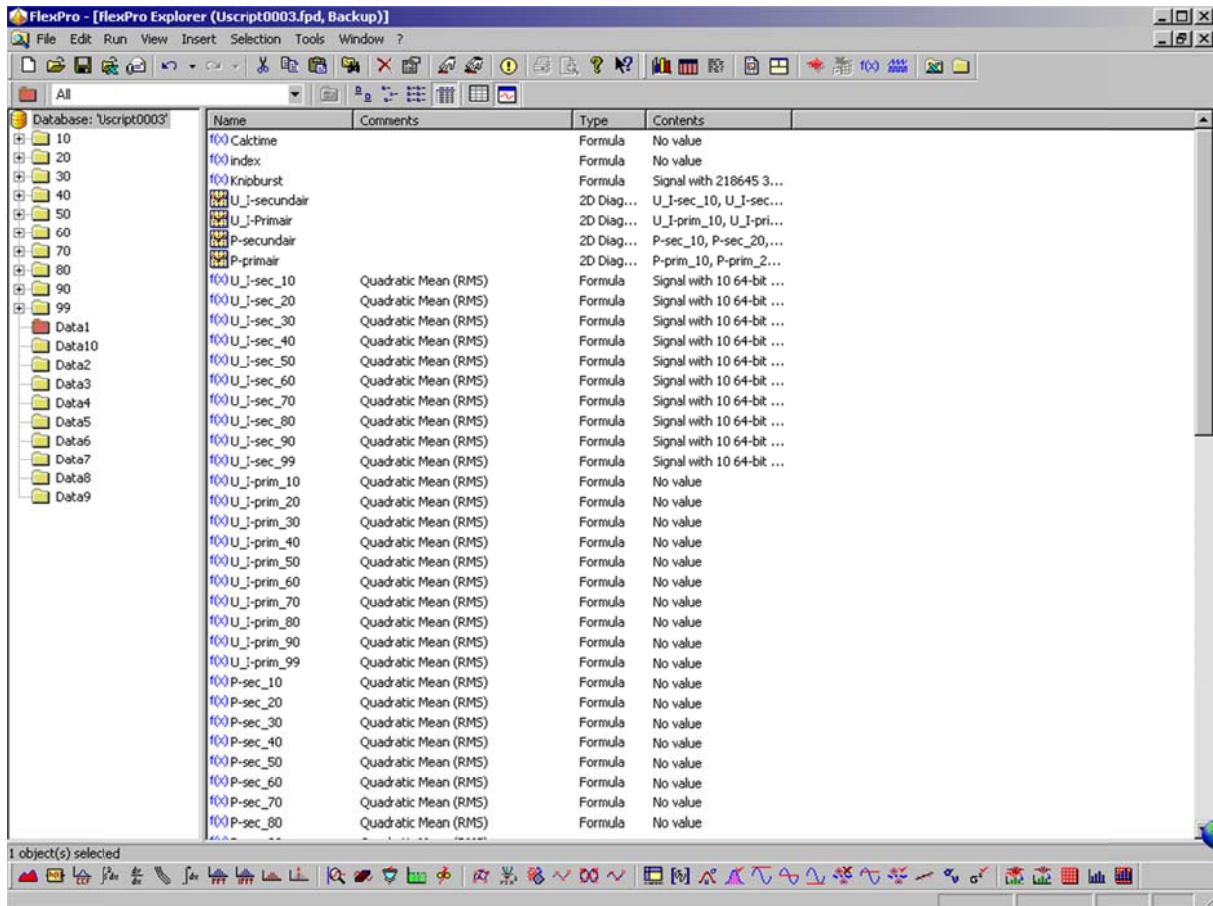 FlexPro - [FlexPro Explorer (Uscript0003.fpd, Backup)]
File Edit Run View Insert Selection Tools Window ?
All
Database: 'Uscript0003'
10
20
30
40
50
60
70
80
90
99
Data1
Data10
Data2
Data3
Data4
Data5
Data6
Data7
Data8
Data9
Name Comments Type Contents
f(x) Calctime Formula No value
f(x) index Formula No value
f(x) Knipburst Formula Signal with 218645 3...
U_I-secundair 2D Diag... U_I-sec_10, U_I-sec...
U_I-Primair 2D Diag... U_I-prim_10, U_I-pri...
P-secundair 2D Diag... P-sec_10, P-sec_20,...
P-primair 2D Diag... P-prim_10, P-prim_2...
f(x) U_I-sec_10 Quadratic Mean (RMS) Formula Signal with 10 64-bit ...
f(x) U_I-sec_20 Quadratic Mean (RMS) Formula Signal with 10 64-bit ...
f(x) U_I-sec_30 Quadratic Mean (RMS) Formula Signal with 10 64-bit ...
f(x) U_I-sec_40 Quadratic Mean (RMS) Formula Signal with 10 64-bit ...
f(x) U_I-sec_50 Quadratic Mean (RMS) Formula Signal with 10 64-bit ...
f(x) U_I-sec_60 Quadratic Mean (RMS) Formula Signal with 10 64-bit ...
f(x) U_I-sec_70 Quadratic Mean (RMS) Formula Signal with 10 64-bit ...
f(x) U_I-sec_80 Quadratic Mean (RMS) Formula Signal with 10 64-bit ...
f(x) U_I-sec_90 Quadratic Mean (RMS) Formula Signal with 10 64-bit ...
f(x) U_I-sec_99 Quadratic Mean (RMS) Formula Signal with 10 64-bit ...
f(x) U_I-prim_10 Quadratic Mean (RMS) Formula No value
f(x) U_I-prim_20 Quadratic Mean (RMS) Formula No value
f(x) U_I-prim_30 Quadratic Mean (RMS) Formula No value
f(x) U_I-prim_40 Quadratic Mean (RMS) Formula No value
f(x) U_I-prim_50 Quadratic Mean (RMS) Formula No value
f(x) U_I-prim_60 Quadratic Mean (RMS) Formula No value
f(x) U_I-prim_70 Quadratic Mean (RMS) Formula No value
f(x) U_I-prim_80 Quadratic Mean (RMS) Formula No value
f(x) U_I-prim_90 Quadratic Mean (RMS) Formula No value
f(x) U_I-prim_99 Quadratic Mean (RMS) Formula No value
f(x) P-sec_10 Quadratic Mean (RMS) Formula No value
f(x) P-sec_20 Quadratic Mean (RMS) Formula No value
f(x) P-sec_30 Quadratic Mean (RMS) Formula No value
f(x) P-sec_40 Quadratic Mean (RMS) Formula No value
f(x) P-sec_50 Quadratic Mean (RMS) Formula No value
f(x) P-sec_60 Quadratic Mean (RMS) Formula No value
f(x) P-sec_70 Quadratic Mean (RMS) Formula No value
f(x) P-sec_80 Quadratic Mean (RMS) Formula No value
1 object(s) selected